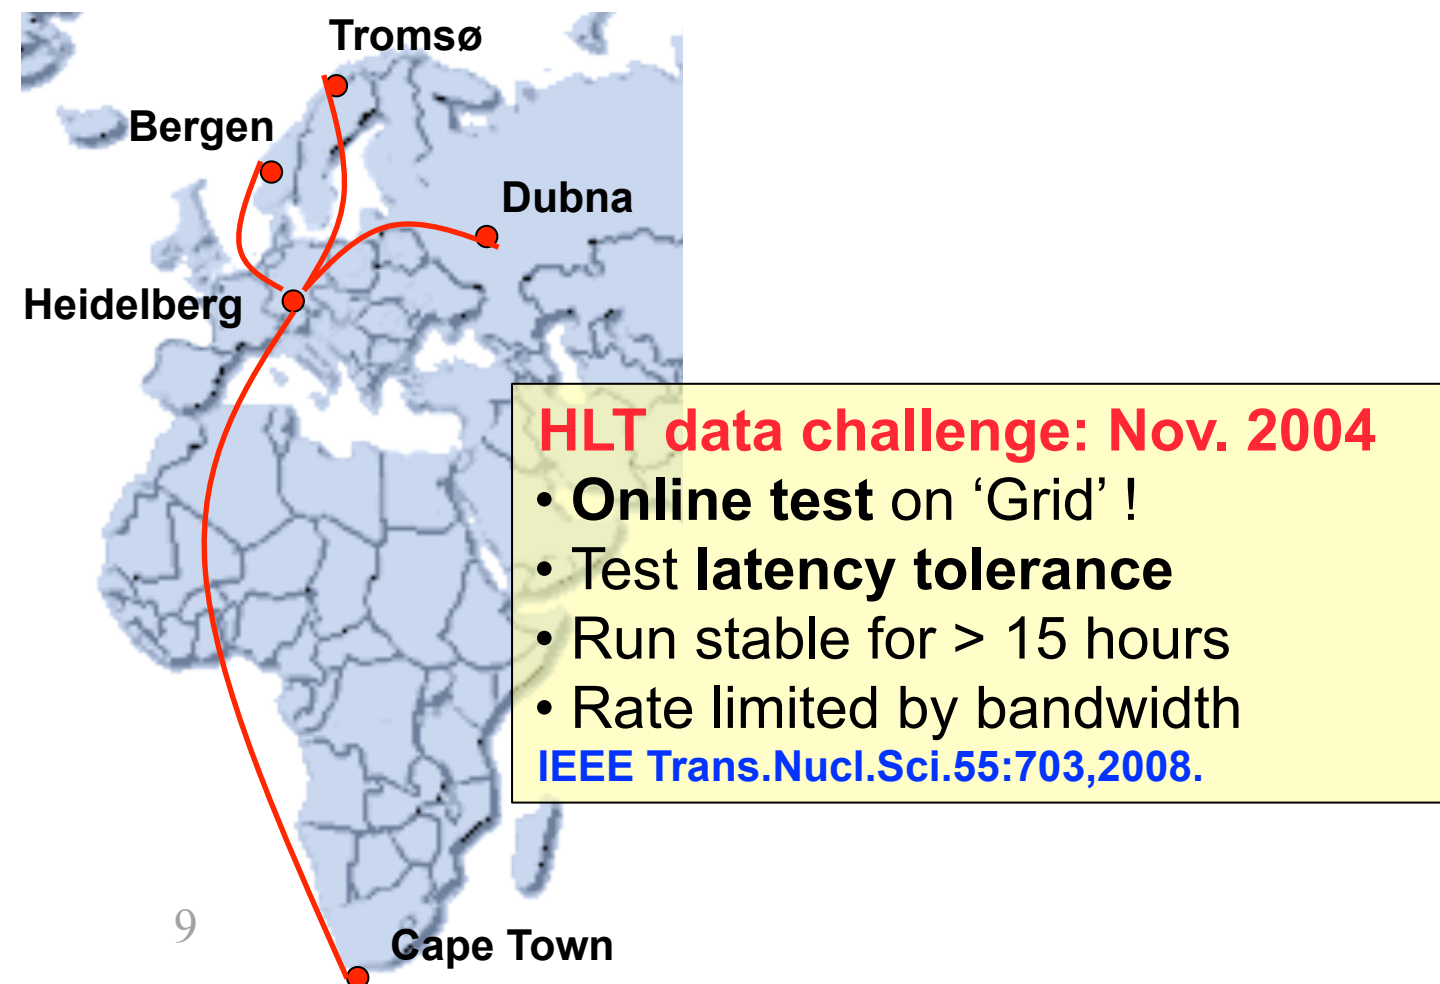 Tromsø
Bergen
Dubna
Heidelberg
HLT data challenge: Nov. 2004
• Online test on ‘Grid’ !
• Test latency tolerance
• Run stable for > 15 hours
• Rate limited by bandwidth
IEEE Trans.Nucl.Sci.55:703,2008.
9
Cape Town